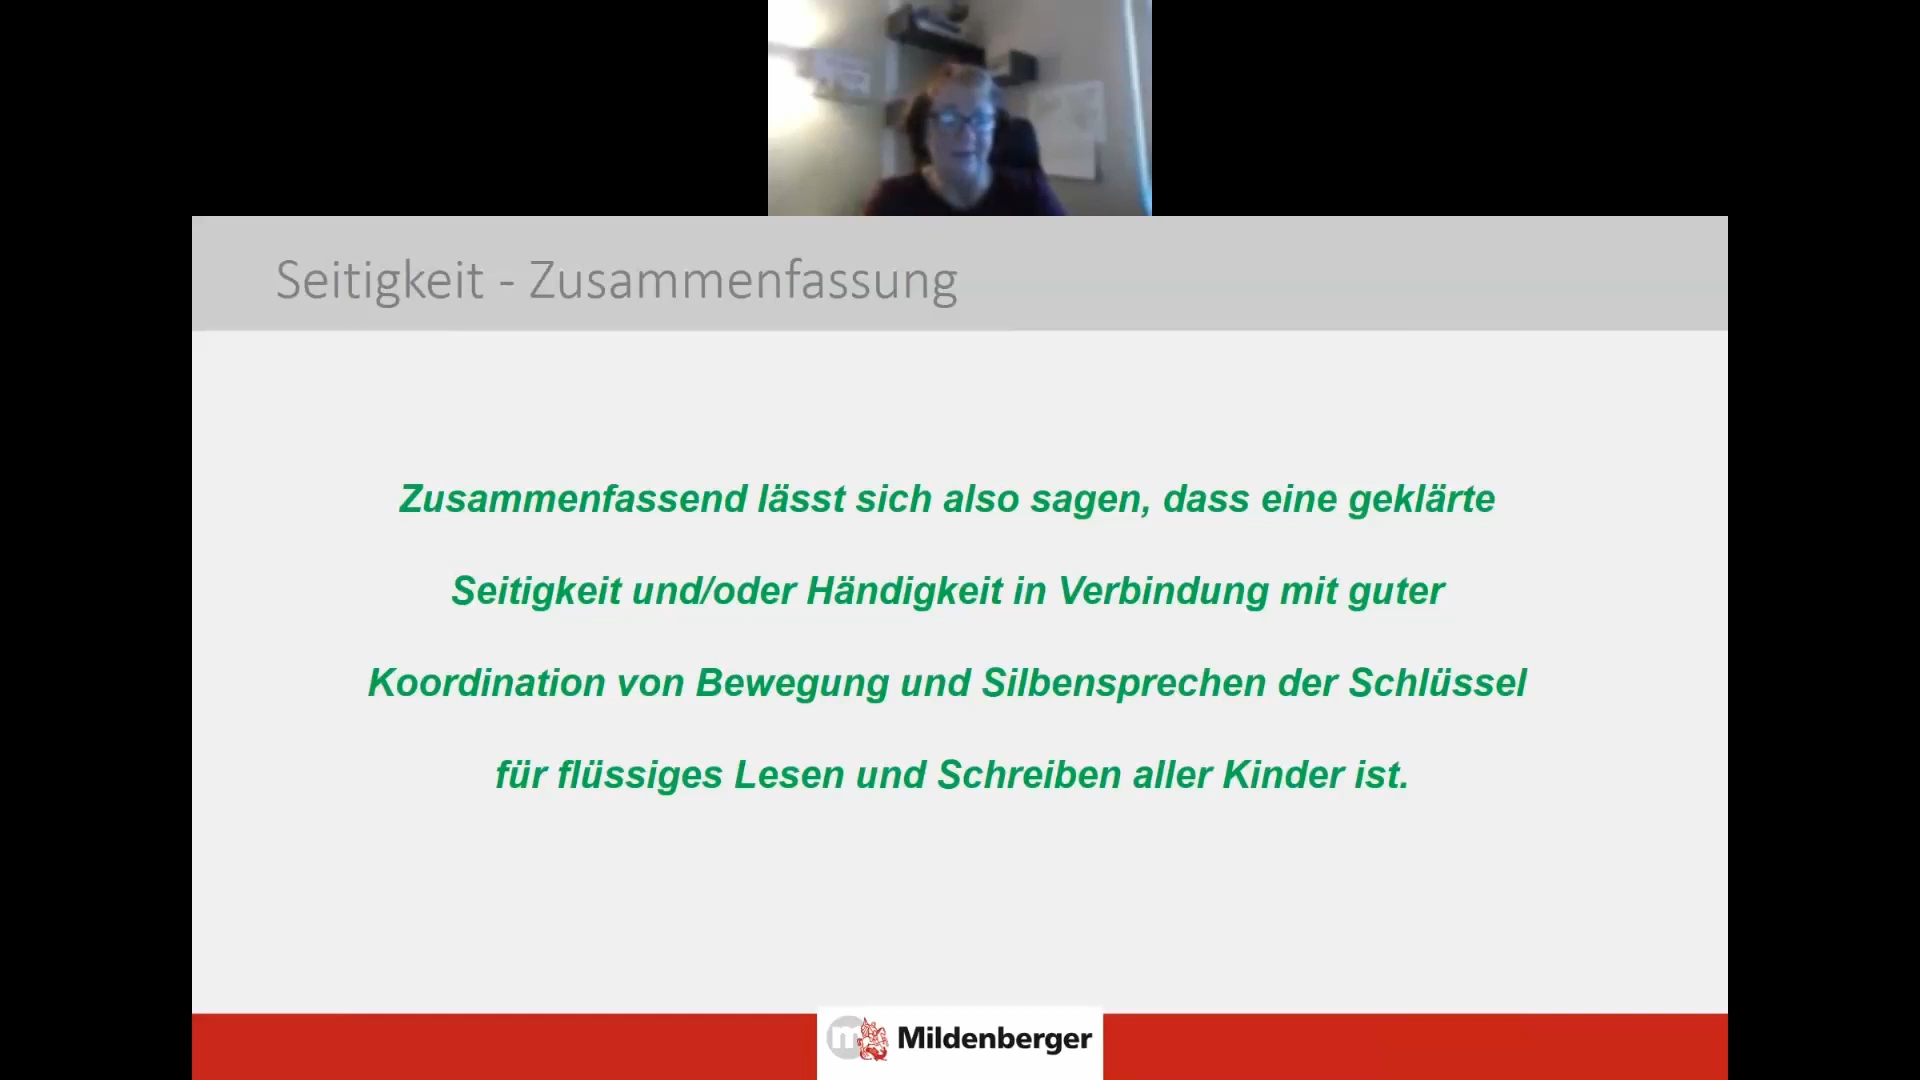 Seitigkeit - Zusammenfassung
Zusammenfassend lässt sich also sagen, dass eine geklärte
Seitigkeit und/oder Händigkeit in Verbindung mit guter
Koordination von Bewegung und Silbensprechen der Schlüssel
für flüssiges Lesen und Schreiben aller Kinder ist.
m Mildenberger